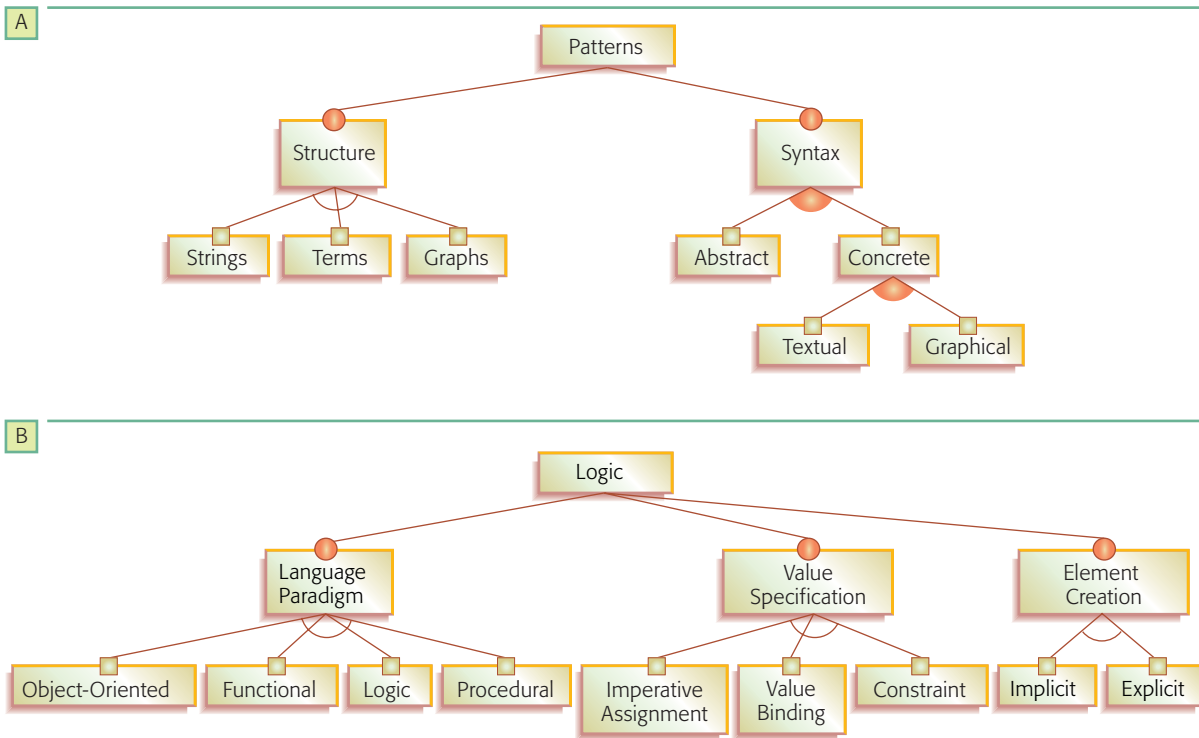 A
Patterns
Structure
Syntax
Strings
Terms
Graphs
Abstract
Concrete
Textual
Graphical
B
Logic
Language
Paradigm
Value
Specification
Element
Creation
Object-Oriented
Functional
Logic
Procedural
Imperative
Assignment
Value
Binding
Constraint
Implicit
Explicit